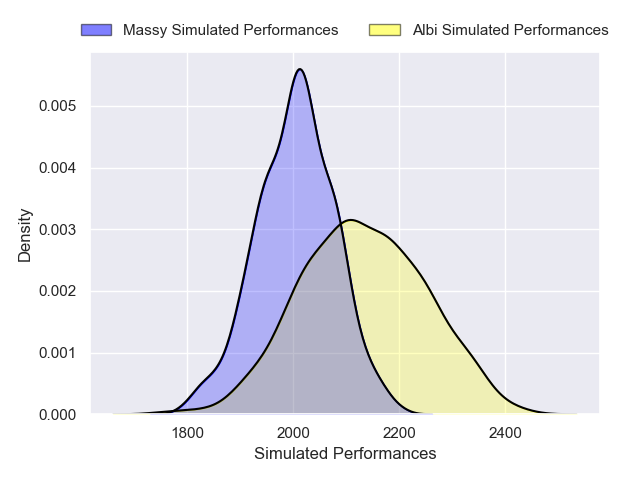 Massy Simulated Performances Albi Simulated Performances
0.005
0.004
0.003
0.002
0.001
0.000
Density
1800 2000 2200 2400
Simulated Performances